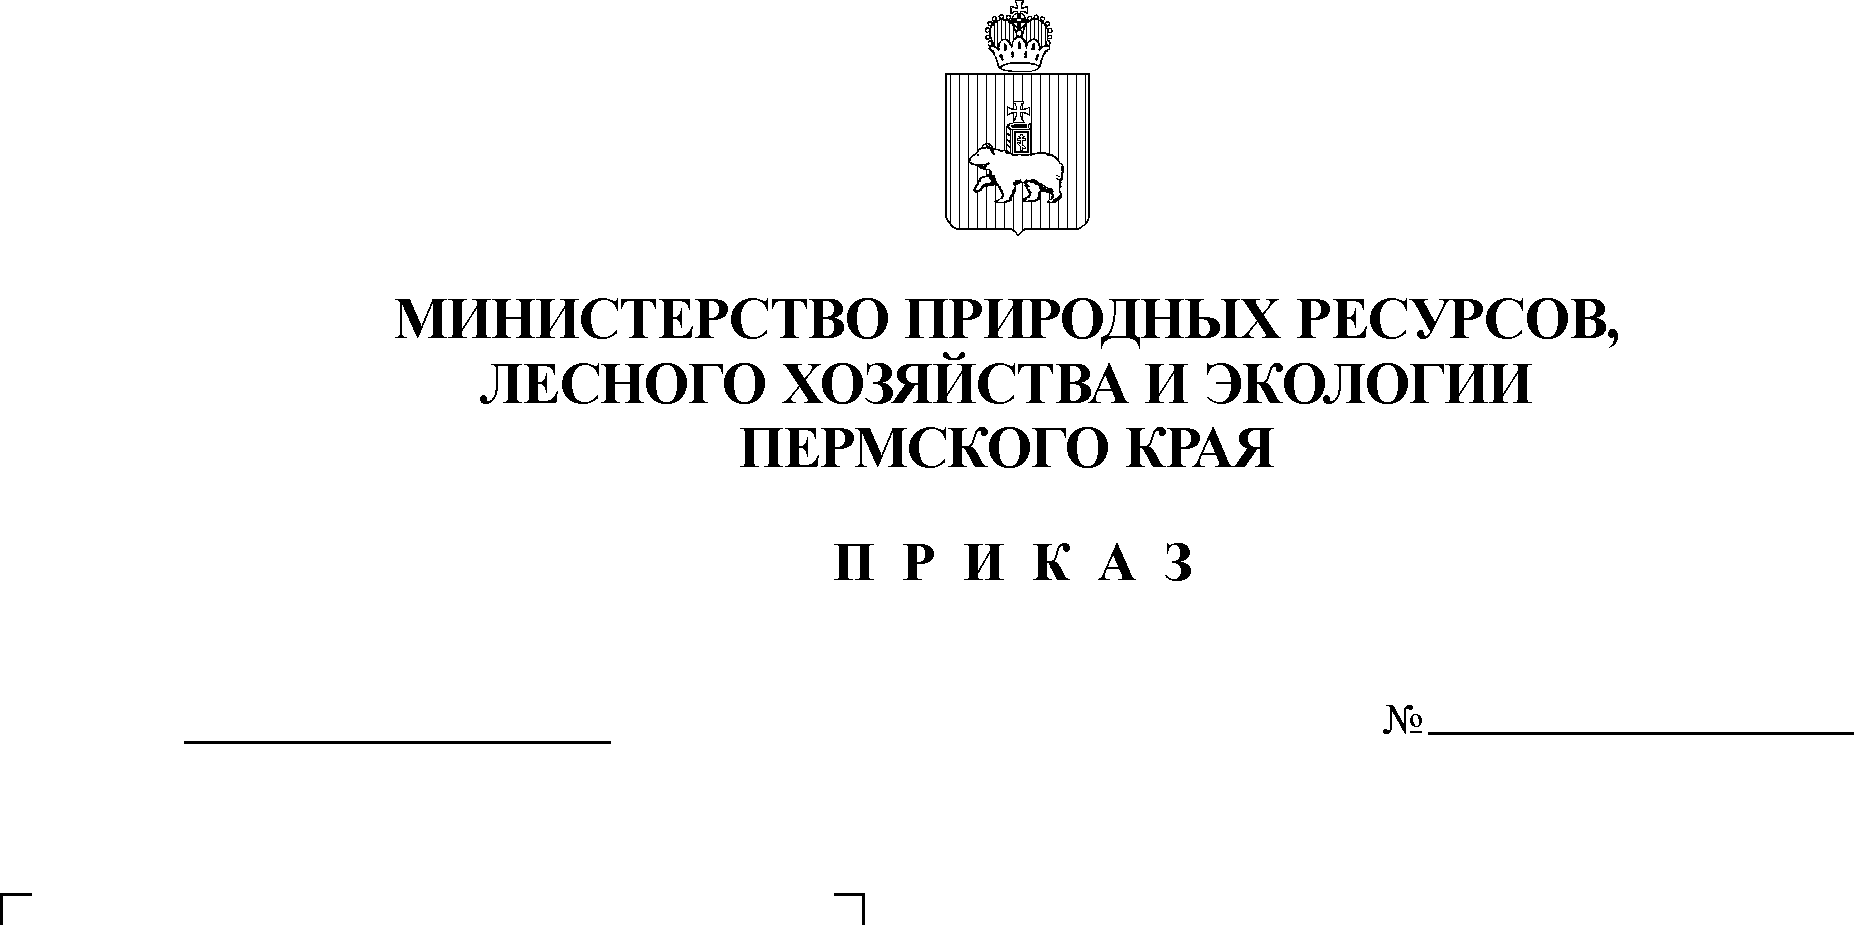 МИНИСТЕРСТВО ПРИРОДНЫХ РЕСУРСОВ,
ЛЕСНОГО ХОЗЯЙСТВА И ЭКОЛОГИИ
ПЕРМСКОГО КРАЯ
П Р И К А З
№